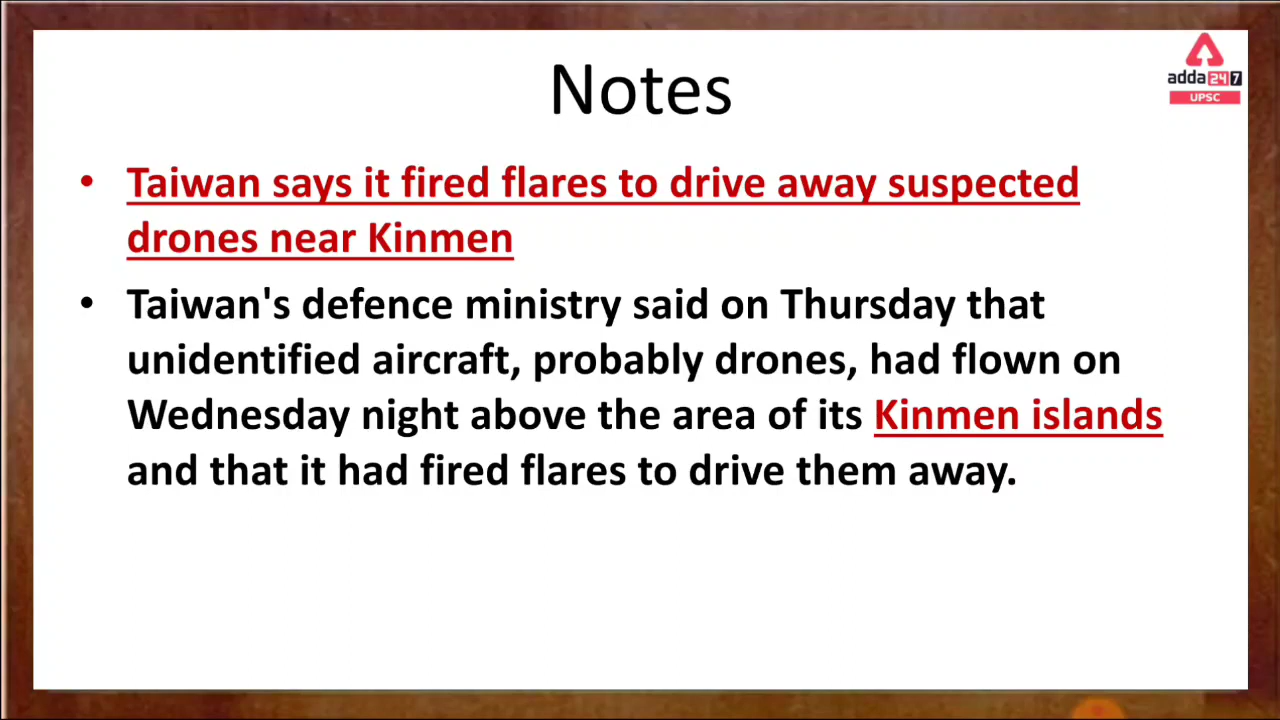 Notes
adda247
UPSC
• Taiwan says it fired flares to drive away suspected
drones near Kinmen
• Taiwan's defence ministry said on Thursday that
unidentified aircraft, probably drones, had flown on
Wednesday night above the area of its Kinmen islands
and that it had fired flares to drive them away.